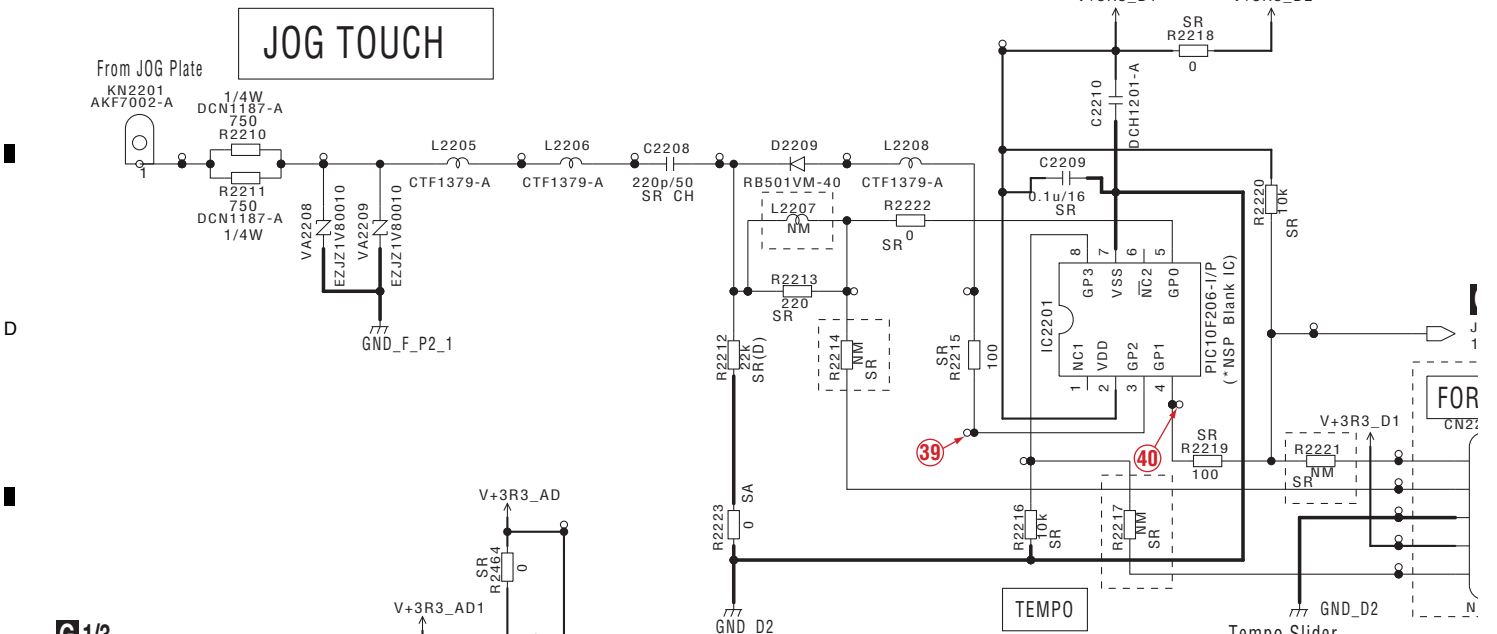 JOG TOUCH
From JOG Plate
KN2201
AKF7002-A
1
1/4W
DCN1187-A
750
R2210
R2211
750
DCN1187-A
1/4W
VA2208
EZJZ1V80010
VA2209
EZJZ1V80010
GND_F_P2_1
L2205
CTF1379-A
L2206
CTF1379-A
C2208
220p/50
SR CH
D2209
RB501VM-40
L2208
CTF1379-A
L2207
NM
R2222
SR
0
R2213
220
SR
R2212
22k
SR(D)
R2214
NM
SR
SR
R2215
100
SR
R2218
0
C2210
DCH1201-A
C2209
0.1u/16
SR
R2220
10k
SR
8
7
6
5
GP3
VSS
NC2
GP0
IC2201
PIC10F206-I/P
(*NSP Blank IC)
NC1
VDD
GP2
GP1
1
2
3
4
39
40
SR
R2219
100
R2221
NM
SR
V+3R3_D1
FOR
D
R2223
0
SA
R2216
10k
SR
R2217
NM
SR
V+3R3_AD
SR
R2464
0
V+3R3_AD1
GND_D2
TEMPO
GND_D2
Tempo Slider
G 1/2